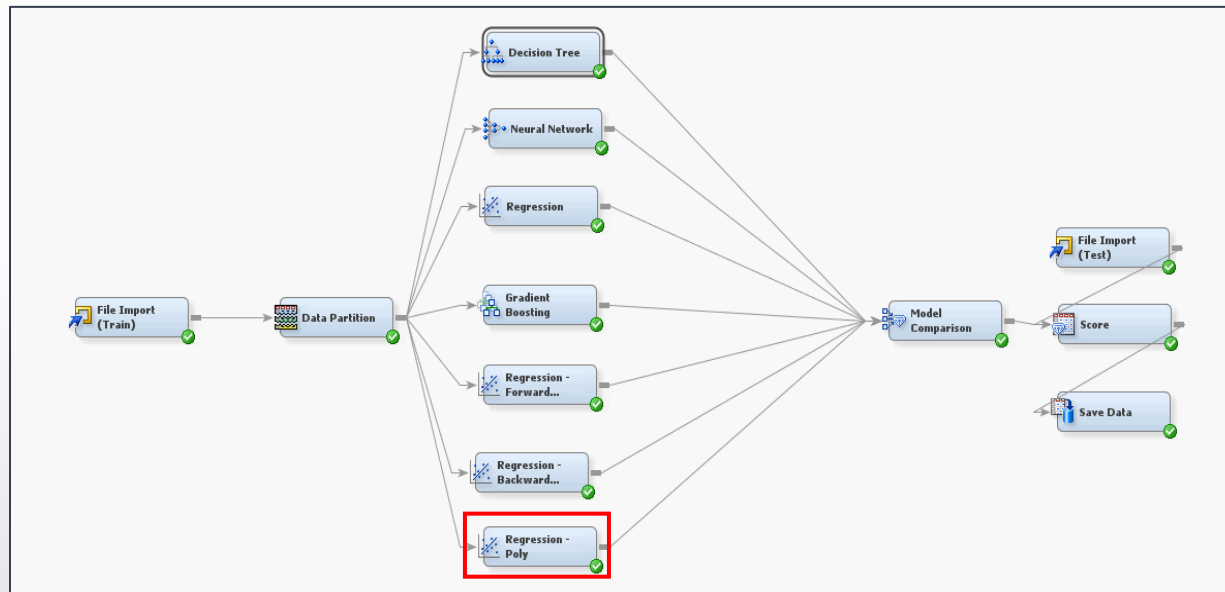 Decision Tree
Neural Network
Regression
File Import
(Train)
Data Partition
Gradient
Boosting
Regression -
Forward...
Regression -
Backward...
Regression -
Poly
Model
Comparison
File Import
(Test)
Score
Save Data